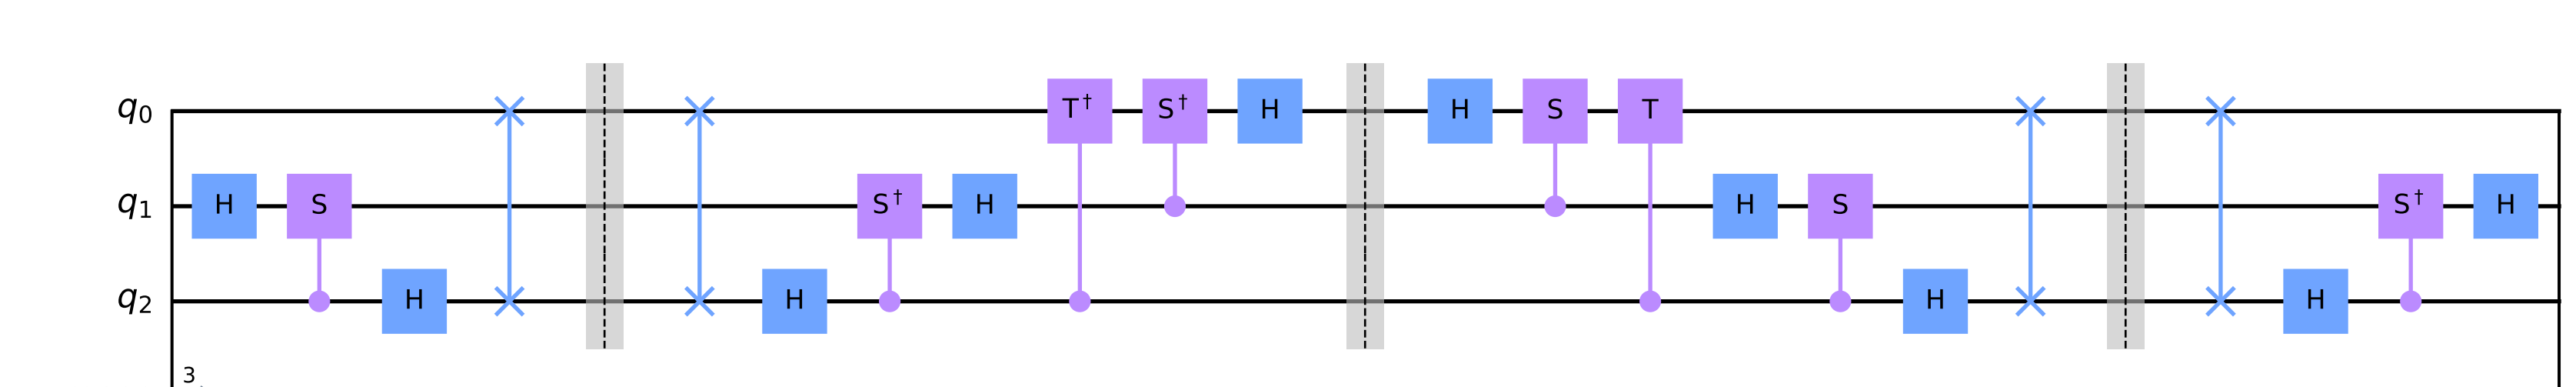 q0 T† S† H H S T
q1 H S S† H H S S† H
q2 H H H H
3